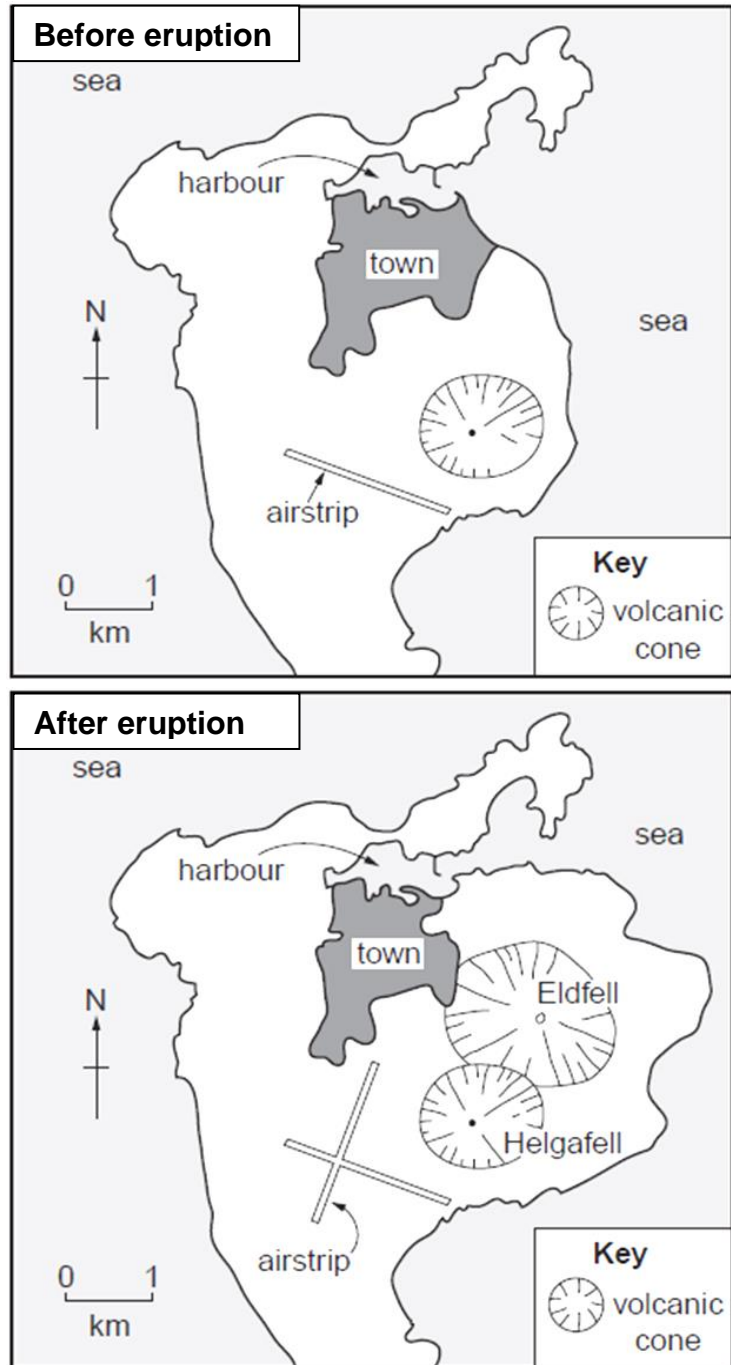 Before eruption
sea
harbour
town
N
sea
airstrip
0 1
km
Key
volcanic
cone
After eruption
sea
sea
harbour
town
N
Eldfell
Helgafell
airstrip
0 1
km
Key
volcanic
cone